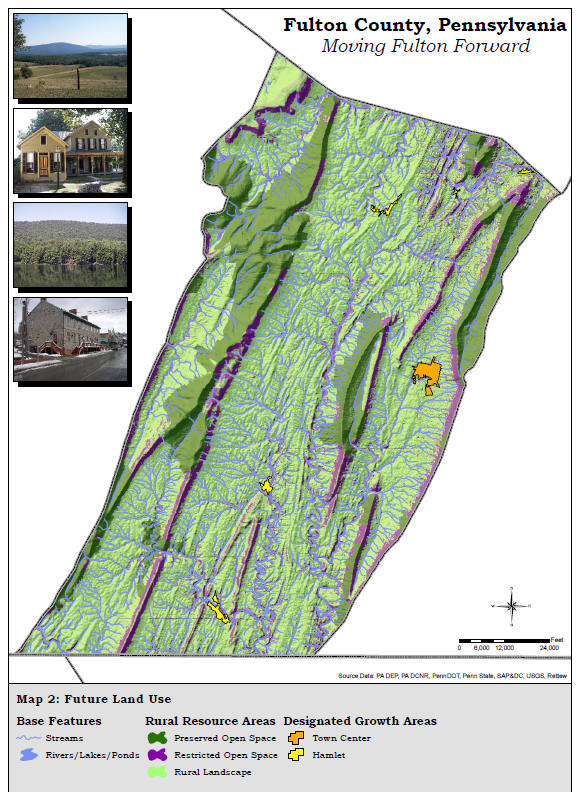 Fulton County, Pennsylvania
Moving Fulton Forward
N
W E
S
Feet
0 6,000 12,000 24,000
Source Data: PA DEP, PA DCNR, PennDOT, Penn State, SAP&DC, USGS, Rettew
Map 2: Future Land Use
Base Features
Streams
Rivers/Lakes/Ponds
Rural Resource Areas
Preserved Open Space
Restricted Open Space
Rural Landscape
Designated Growth Areas
Town Center
Hamlet